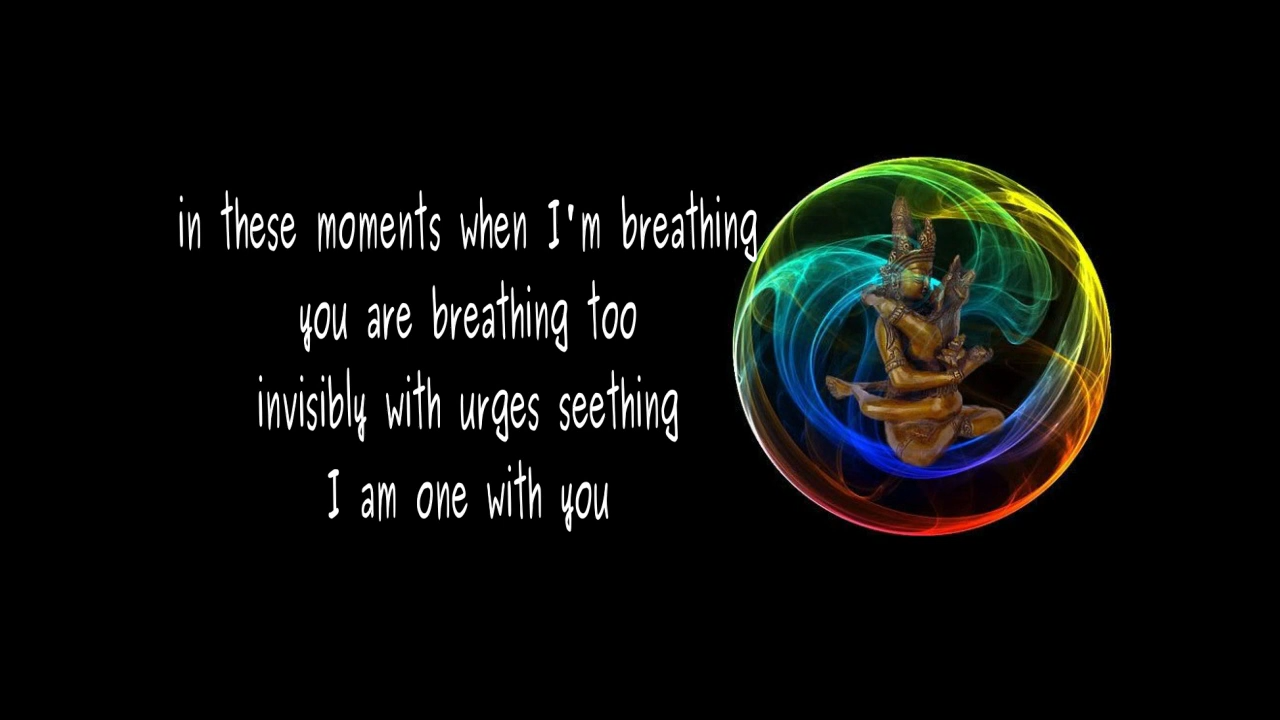 in these moments when I'm breathing
you are breathing too
invisibly with urges seething
I am one with you